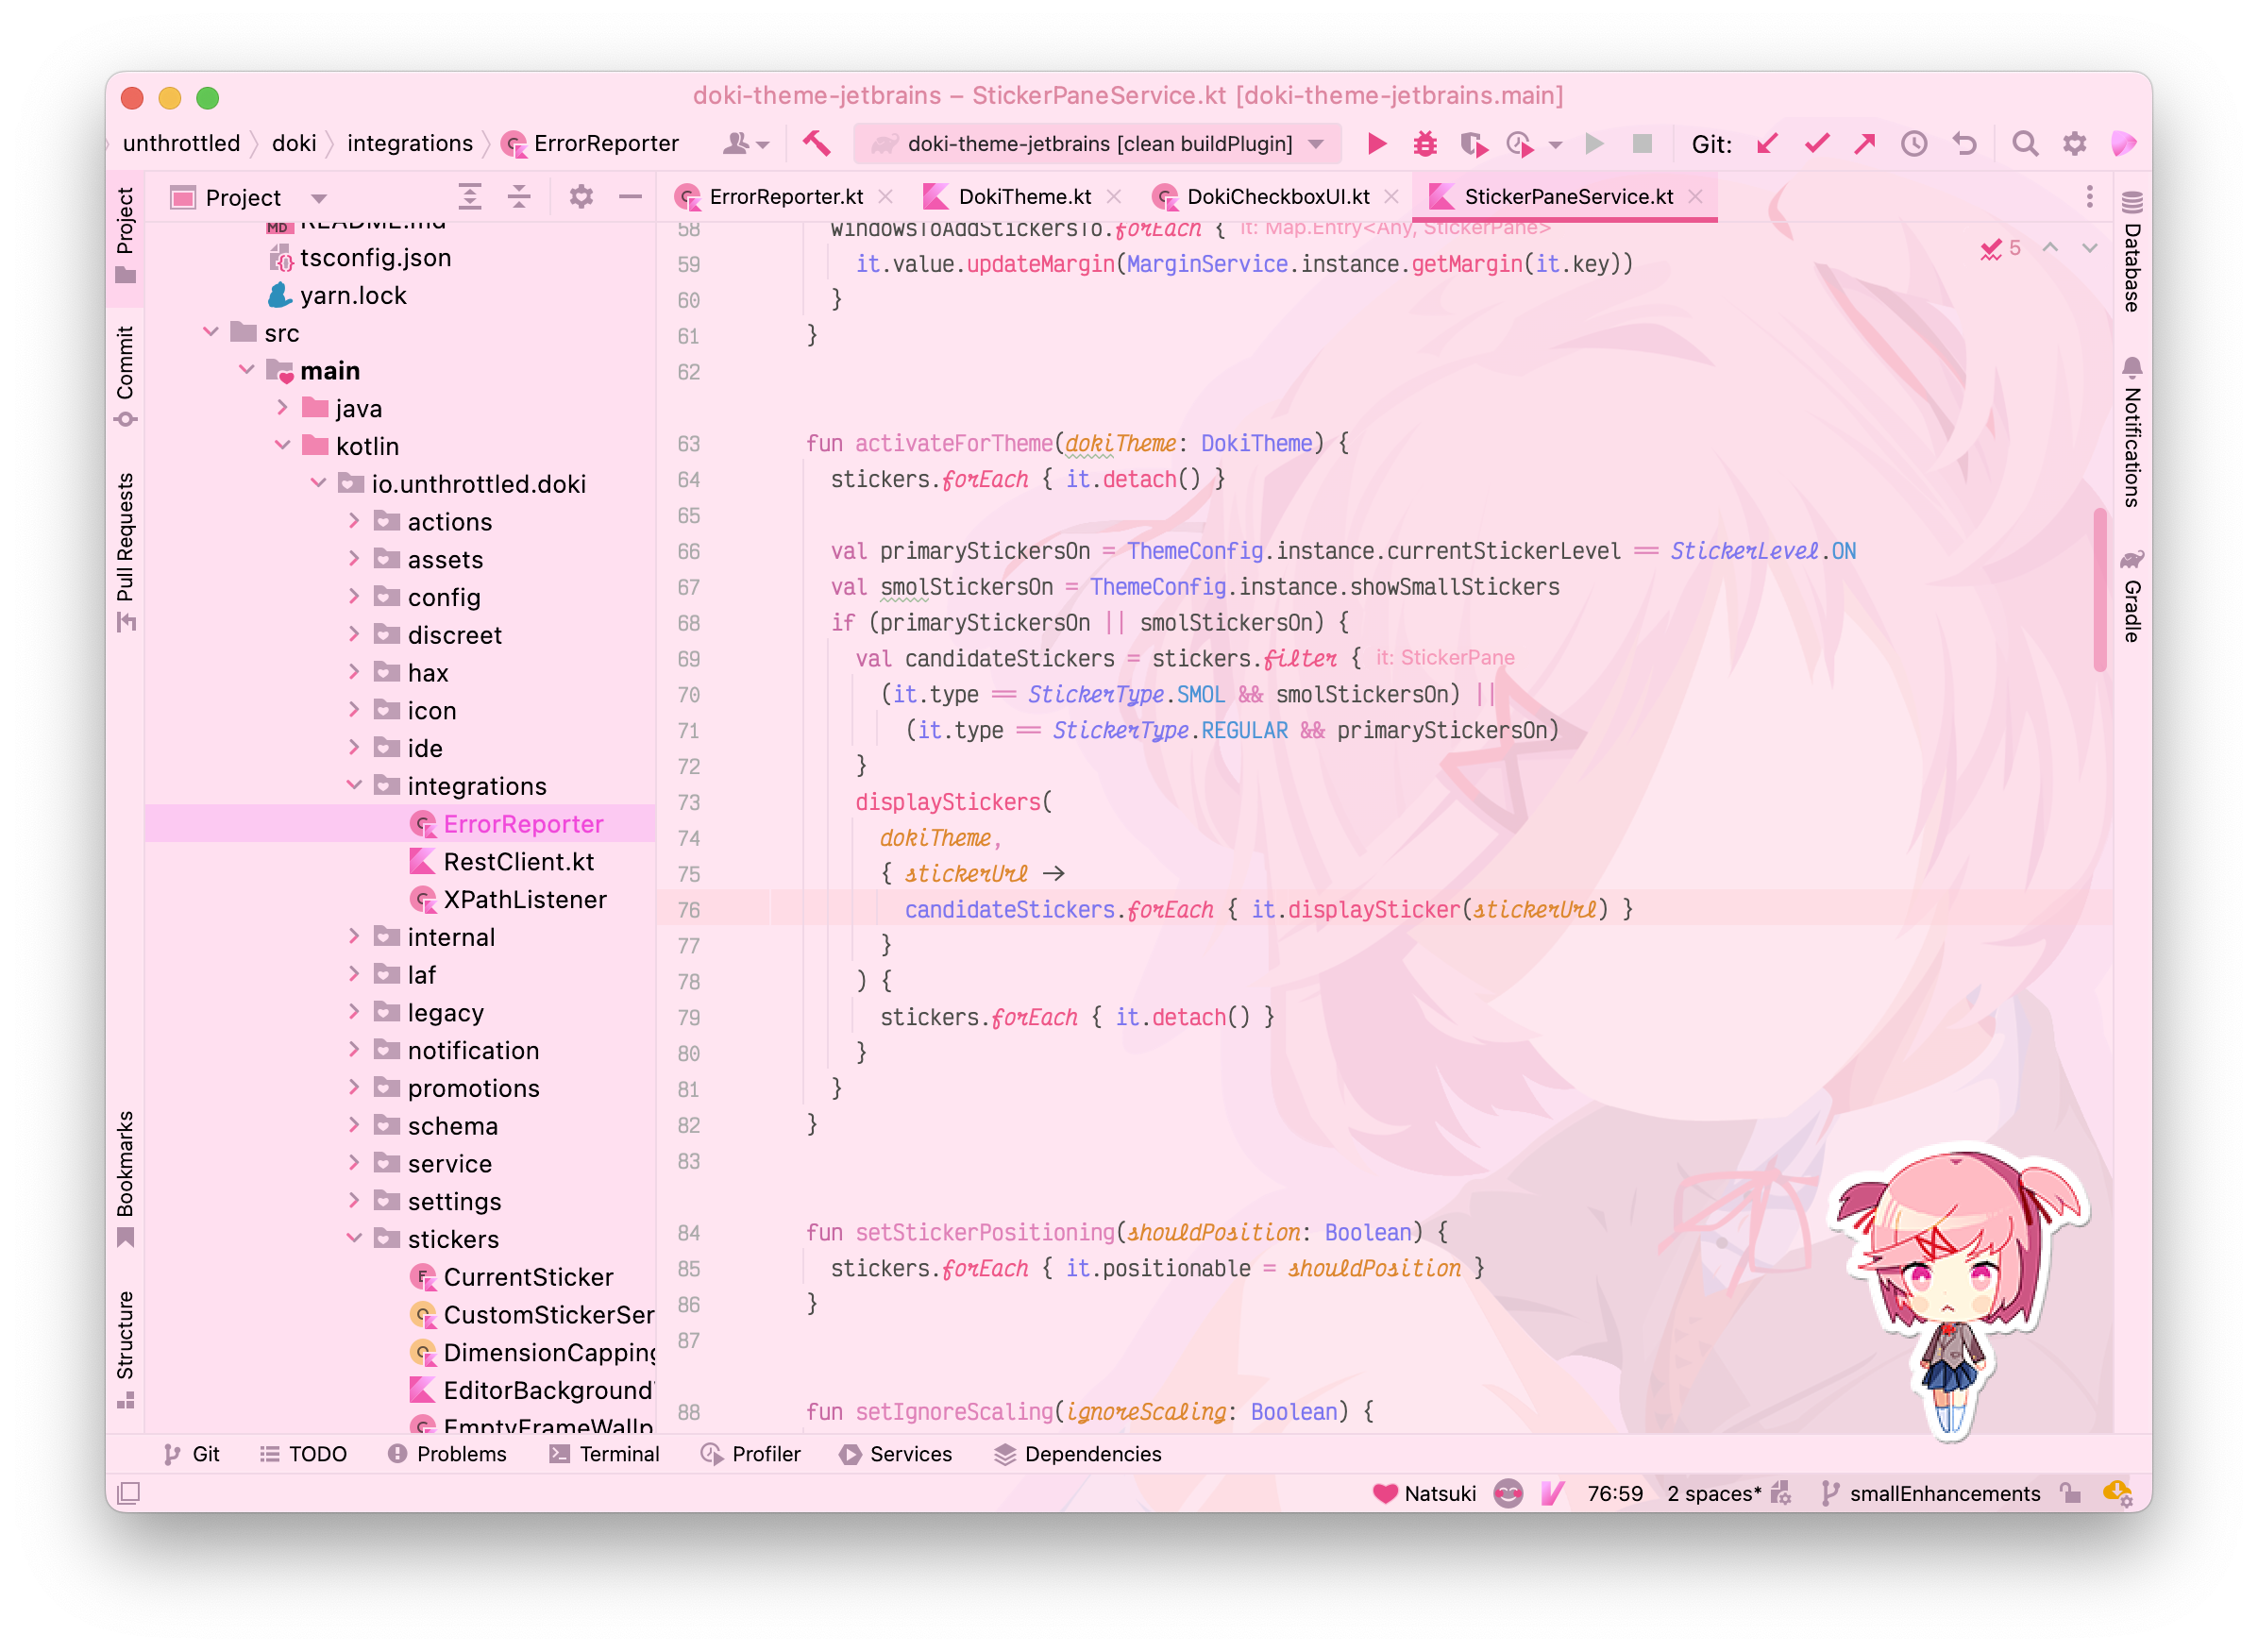 doki-theme-jetbrains – StickerPaneService.kt [doki-theme-jetbrains.main]
unthrottled doki integrations ErrorReporter doki-theme-jetbrains [clean buildPlugin] Git:
Project
ErrorReporter.kt DokiTheme.kt DokiCheckboxUI.kt StickerPaneService.kt
Project
Commit
Pull Requests
Bookmarks
Structure
README.md
tsconfig.json
yarn.lock
src
main
java
kotlin
io.unthrottled.doki
actions
assets
config
discreet
hax
icon
ide
integrations
ErrorReporter
RestClient.kt
XPathListener
internal
laf
legacy
notification
promotions
schema
service
settings
stickers
CurrentSticker
CustomStickerSer
DimensionCapping
EditorBackground
EmptyFrameWallp
58 windowsToAddStickersTo.forEach { it: Map.Entry<Any, StickerPane>
59 it.value.updateMargin(MarginService.instance.getMargin(it.key))
60 }
61 }
62
63 fun activateForTheme(dokiTheme: DokiTheme) {
64 stickers.forEach { it.detach() }
65
66 val primaryStickersOn = ThemeConfig.instance.currentStickerLevel == StickerLevel.ON
67 val smolStickersOn = ThemeConfig.instance.showSmallStickers
68 if (primaryStickersOn || smolStickersOn) {
69 val candidateStickers = stickers.filter { it: StickerPane
70 (it.type == StickerType.SMOL && smolStickersOn) ||
71 (it.type == StickerType.REGULAR && primaryStickersOn)
72 }
73 displayStickers(
74 dokiTheme,
75 { stickerUrl →
76 candidateStickers.forEach { it.displaySticker(stickerUrl) }
77 }
78 ) {
79 stickers.forEach { it.detach() }
80 }
81 }
82 }
83
84 fun setStickerPositioning(shouldPosition: Boolean) {
85 stickers.forEach { it.positionable = shouldPosition }
86 }
87
88 fun setIgnoreScaling(ignoreScaling: Boolean) {
5
Database
Notifications
Gradle
Git TODO Problems Terminal Profiler Services Dependencies
Natsuki 76:59 2 spaces* smallEnhancements